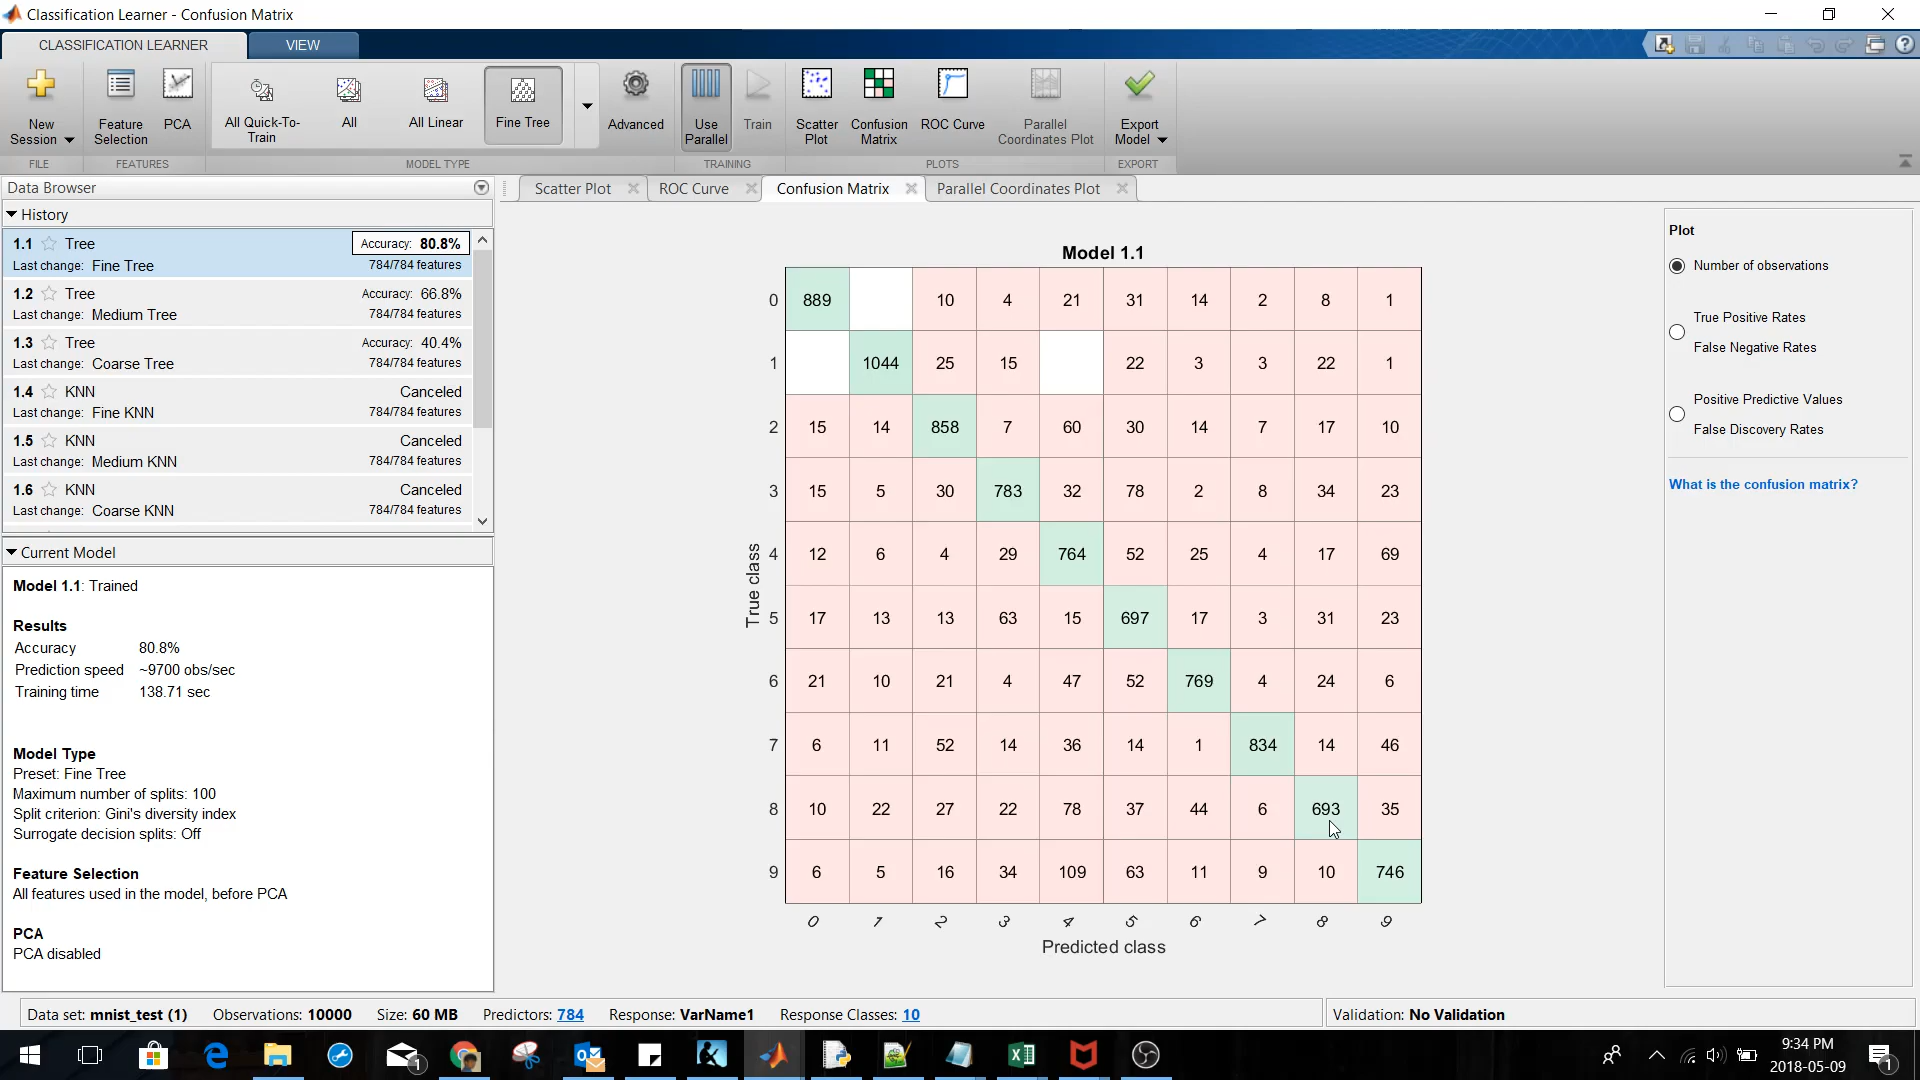 Classification Learner - Confusion Matrix
CLASSIFICATION LEARNER
VIEW
New Session
Feature Selection
PCA
All Quick-To-Train
All
All Linear
Fine Tree
Advanced
Use Parallel
Train
Scatter Plot
Confusion Matrix
ROC Curve
Parallel Coordinates Plot
Export Model
FILE
FEATURES
MODEL TYPE
TRAINING
PLOTS
EXPORT
Data Browser
History
1.1 Tree Accuracy: 80.8%
Last change: Fine Tree 784/784 features
1.2 Tree Accuracy: 66.8%
Last change: Medium Tree 784/784 features
1.3 Tree Accuracy: 40.4%
Last change: Coarse Tree 784/784 features
1.4 KNN Canceled
Last change: Fine KNN 784/784 features
1.5 KNN Canceled
Last change: Medium KNN 784/784 features
1.6 KNN Canceled
Last change: Coarse KNN 784/784 features
Current Model
Model 1.1: Trained
Results
Accuracy 80.8%
Prediction speed ~9700 obs/sec
Training time 138.71 sec
Model Type
Preset: Fine Tree
Maximum number of splits: 100
Split criterion: Gini's diversity index
Surrogate decision splits: Off
Feature Selection
All features used in the model, before PCA
PCA
PCA disabled
Scatter Plot
ROC Curve
Confusion Matrix
Parallel Coordinates Plot
Model 1.1
True class
0 889 10 4 21 31 14 2 8 1
1 1044 25 15 22 3 3 22 1
2 15 14 858 7 60 30 14 7 17 10
3 15 5 30 783 32 78 2 8 34 23
4 12 6 4 29 764 52 25 4 17 69
5 17 13 13 63 15 697 17 3 31 23
6 21 10 21 4 47 52 769 4 24 6
7 6 11 52 14 36 14 1 834 14 46
8 10 22 27 22 78 37 44 6 693 35
9 6 5 16 34 109 63 11 9 10 746
0 1 2 3 4 5 6 7 8 9
Predicted class
Plot
Number of observations
True Positive Rates
False Negative Rates
Positive Predictive Values
False Discovery Rates
What is the confusion matrix?
Data set: mnist_test (1) Observations: 10000 Size: 60 MB Predictors: 784 Response: VarName1 Response Classes: 10
Validation: No Validation
1
9:34 PM
2018-05-09
1